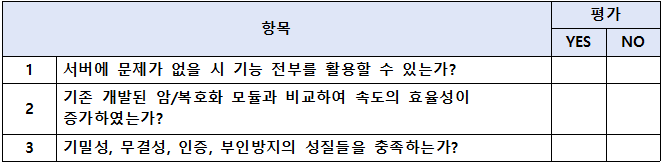 항목 평가
YES NO
1 서버에 문제가 없을 시 기능 전부를 활용할 수 있는가?
2 기존 개발된 암/복호화 모듈과 비교하여 속도의 효율성이
증가하였는가?
3 기밀성, 무결성, 인증, 부인방지의 성질들을 충족하는가?